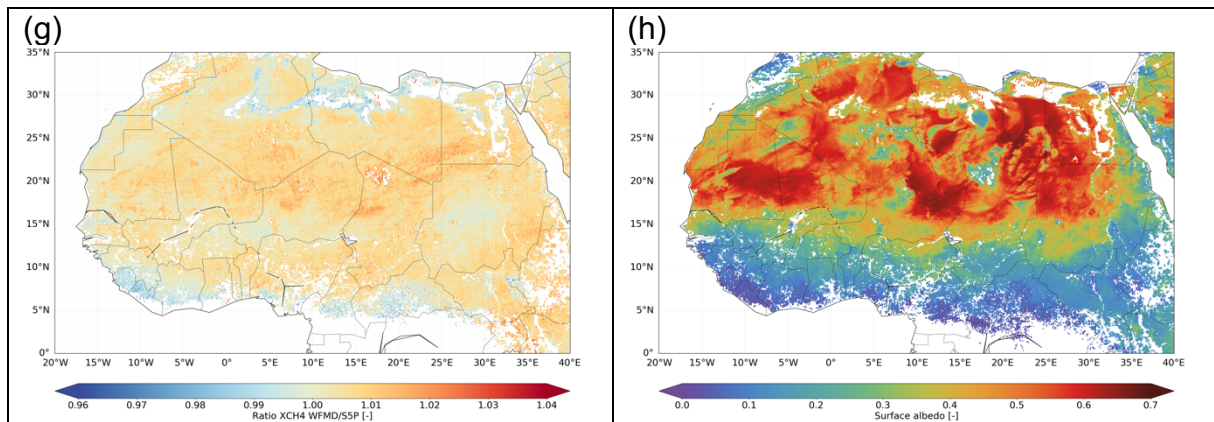 (g)
35°N
30°N
25°N
20°N
15°N
10°N
5°N
0°
20°W 15°W 10°W 5°W 0° 5°E 10°E 15°E 20°E 25°E 30°E 35°E 40°E
0.96 0.97 0.98 0.99 1.00 1.01 1.02 1.03 1.04
Ratio XCH4 WFMD/S5P [-]
(h)
35°N
30°N
25°N
20°N
15°N
10°N
5°N
0°
20°W 15°W 10°W 5°W 0° 5°E 10°E 15°E 20°E 25°E 30°E 35°E 40°E
0.0 0.1 0.2 0.3 0.4 0.5 0.6 0.7
Surface albedo [-]